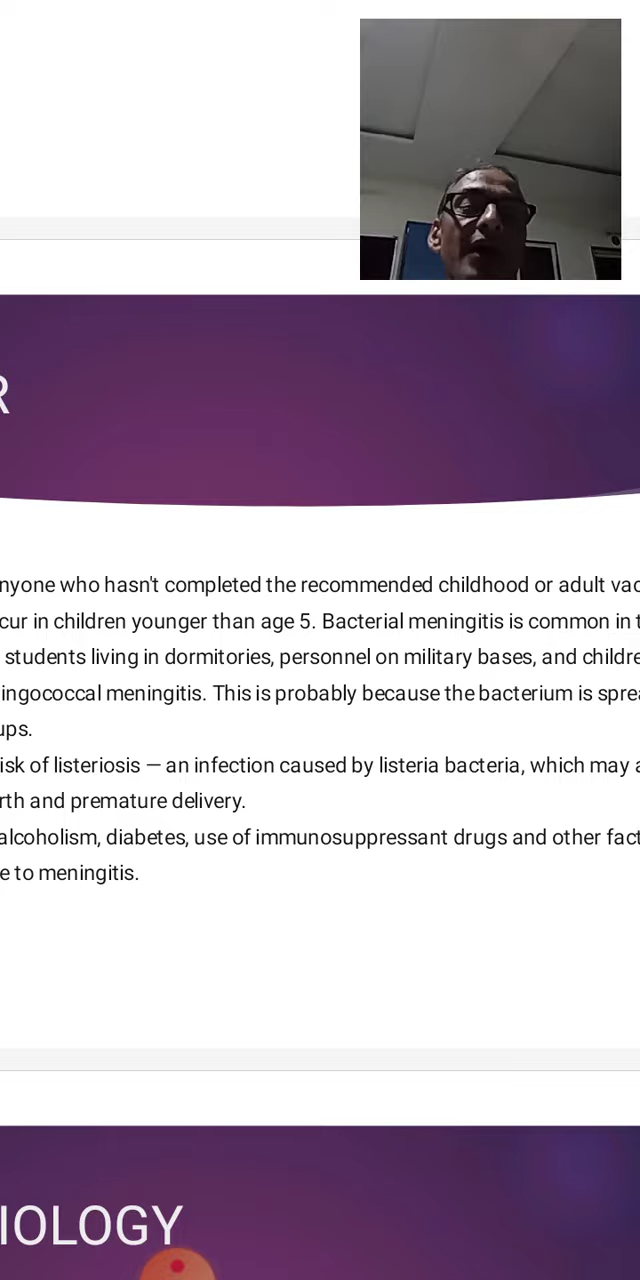 R
nyone who hasn't completed the recommended childhood or adult vac
cur in children younger than age 5. Bacterial meningitis is common in t
students living in dormitories, personnel on military bases, and childre
ingococcal meningitis. This is probably because the bacterium is sprea
ups.
isk of listeriosis — an infection caused by listeria bacteria, which may a
rth and premature delivery.
alcoholism, diabetes, use of immunosuppressant drugs and other fact
e to meningitis.
IOLOGY